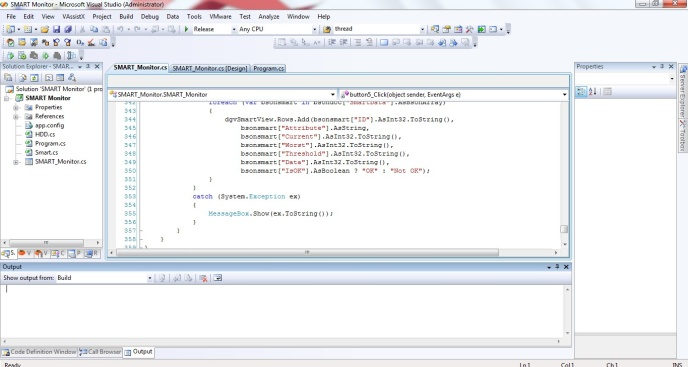 SMART Monitor - Microsoft Visual Studio (Administrator)
File Edit View VAssistX Project Build Debug Data Tools VMware Test Analyze Window Help
Release Any CPU thread
Solution Explorer - SMAR...
SMART_Monitor.cs SMART_Monitor.cs [Design] Program.cs
Properties
Solution 'SMART Monitor' (1 pro
SMART Monitor
Properties
References
app.config
HDD.cs
Program.cs
Smart.cs
SMART_Monitor.cs
SMART_Monitor.SMART_Monitor
button5_Click(object sender, EventArgs e)
342 foreach (var bsonsmart in bsondoc["SmartData"].AsBsonArray)
343 {
344 dgvSmartView.Rows.Add(bsonsmart["ID"].AsInt32.ToString(),
345 bsonsmart["Attribute"].AsString,
346 bsonsmart["Current"].AsInt32.ToString(),
347 bsonsmart["Worst"].AsInt32.ToString(),
348 bsonsmart["Threshold"].AsInt32.ToString(),
349 bsonsmart["Data"].AsInt32.ToString(),
350 bsonsmart["IsOK"].AsBoolean ? "OK" : "Not OK");
351 }
352 }
353 catch (System.Exception ex)
354 {
355 MessageBox.Show(ex.ToString());
356 }
357 }
358 }
Server Explorer
Toolbox
Output
Show output from: Build
Code Definition Window Call Browser Output
Ready Ln 1 Col 1 Ch 1 INS